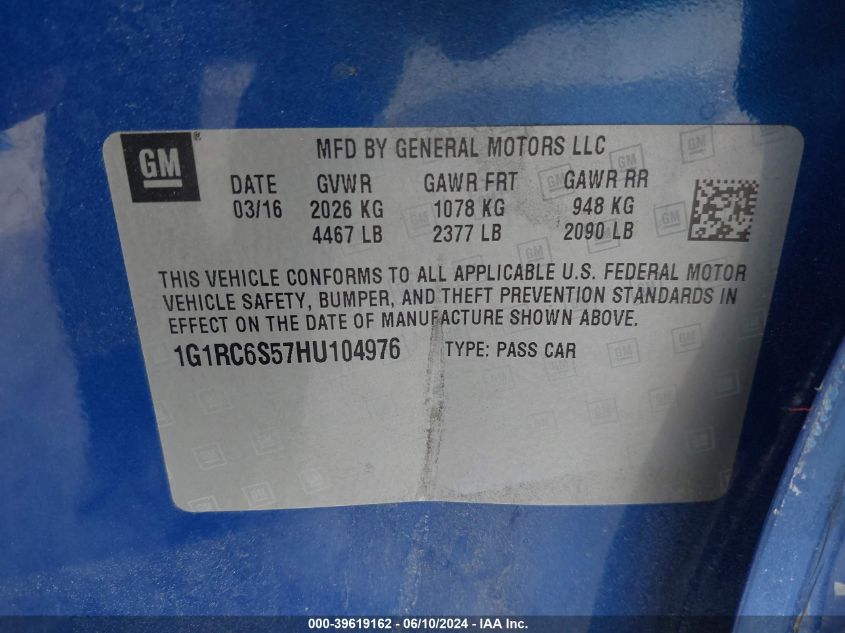 GM ®
MFD BY GENERAL MOTORS LLC
DATE GVWR GAWR FRT GAWR RR
03/16 2026 KG 1078 KG 948 KG
4467 LB 2377 LB 2090 LB
THIS VEHICLE CONFORMS TO ALL APPLICABLE U.S. FEDERAL MOTOR
VEHICLE SAFETY, BUMPER, AND THEFT PREVENTION STANDARDS IN
EFFECT ON THE DATE OF MANUFACTURE SHOWN ABOVE.
1G1RC6S57HU104976 TYPE: PASS CAR
000-39619162 - 06/10/2024 - IAAI.com.